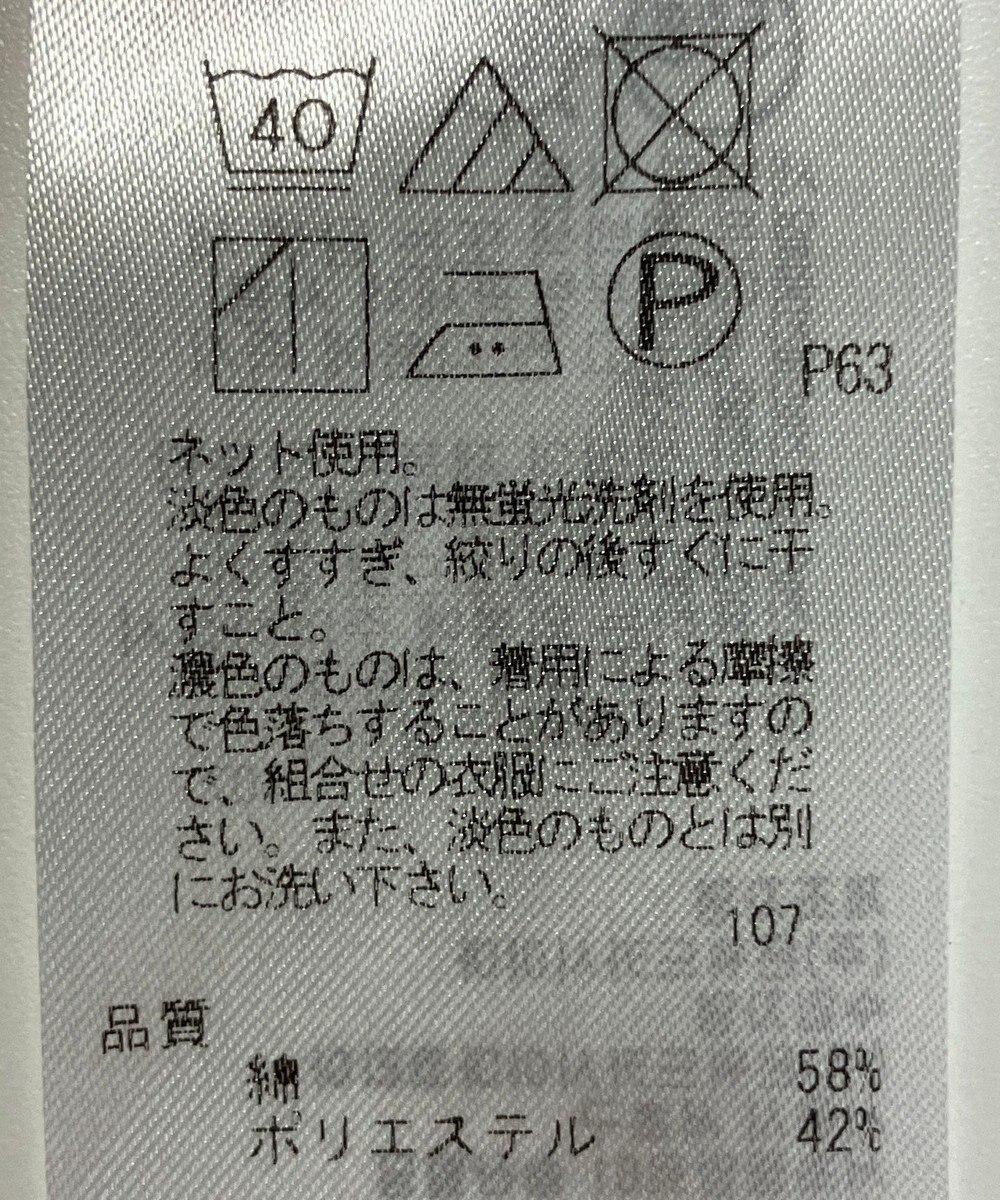 40
P
P63
ネット使用。
淡色のものは無蛍光洗剤を使用。
よくすすぎ、絞りの後すぐに干
すこと。
濃色のものは、着用による摩擦
で色落ちすることがありますの
で、組合せの衣服にご注意くだ
さい。また、淡色のものとは別
にお洗い下さい。
107
品質
綿 58%
ポリエステル 42%